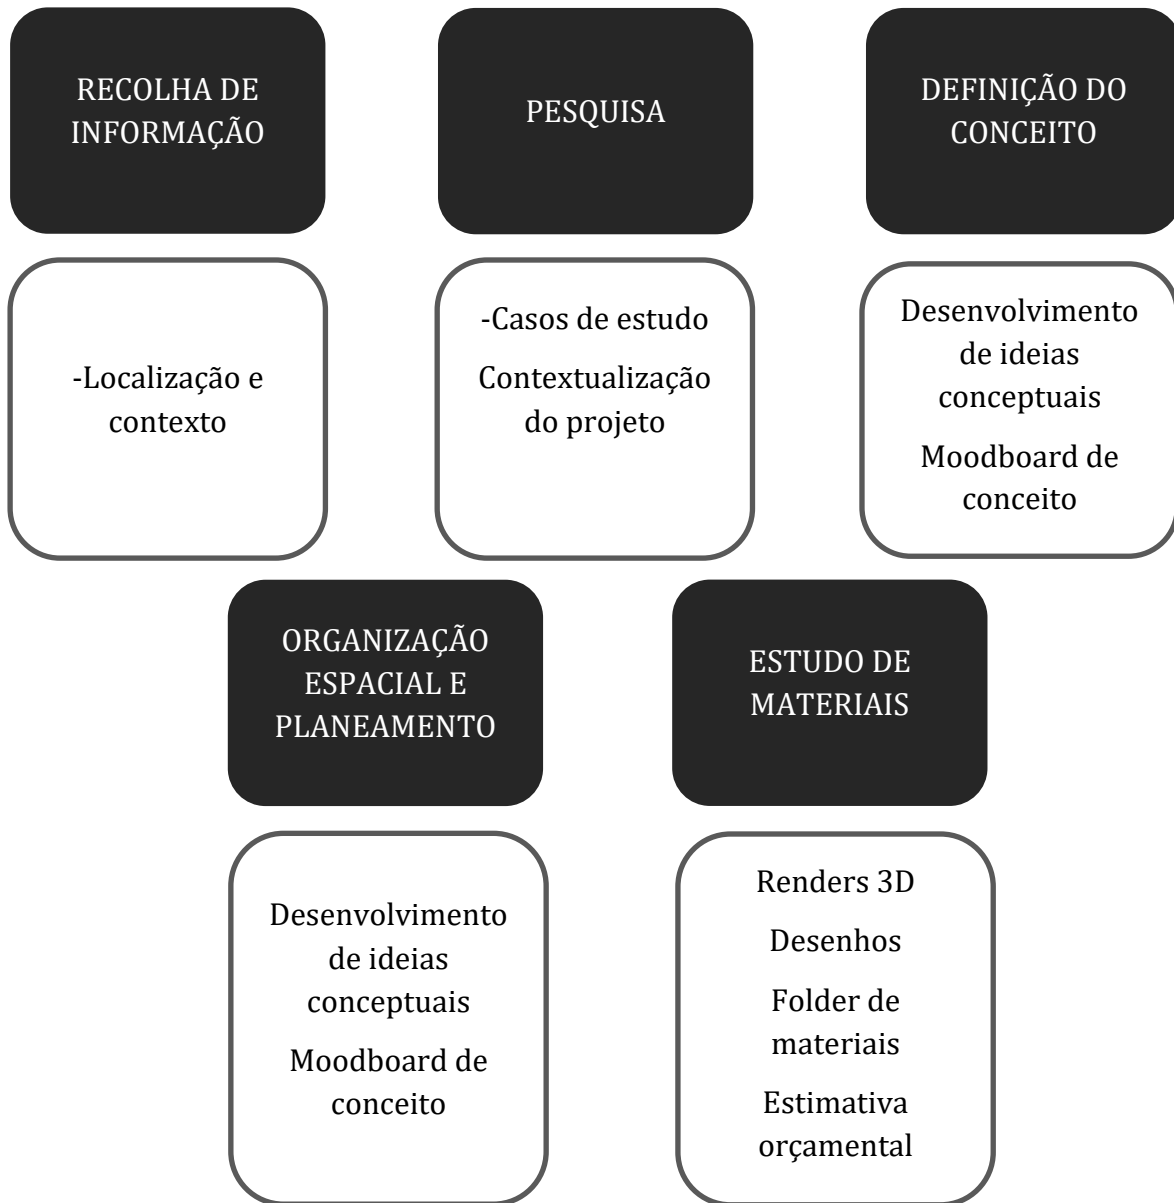 RECOLHA DE
INFORMAÇÃO
PESQUISA
DEFINIÇÃO DO
CONCEITO
-Localização e
contexto
-Casos de estudo
Contextualização
do projeto
Desenvolvimento
de ideias
conceptuais
Moodboard de
conceito
ORGANIZAÇÃO
ESPACIAL E
PLANEAMENTO
ESTUDO DE
MATERIAIS
Desenvolvimento
de ideias
conceptuais
Moodboard de
conceito
Renders 3D
Desenhos
Folder de
materiais
Estimativa
orçamental